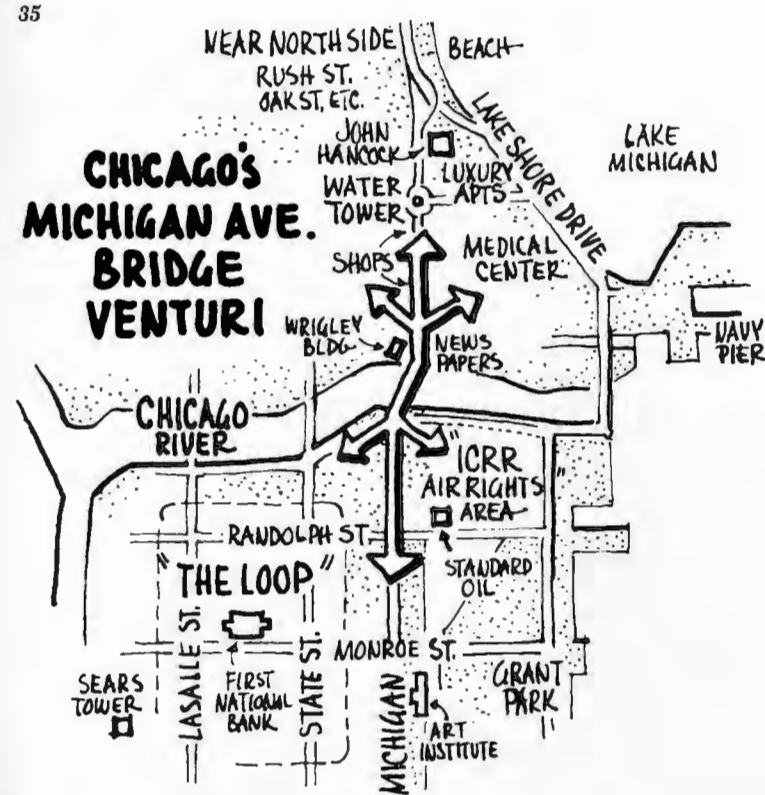 35
NEAR NORTH SIDE
RUSH ST.
OAK ST, ETC.
BEACH
LAKE SHORE DRIVE
LAKE
MICHIGAN
JOHN
HANCOCK
CHICAGO'S
MICHIGAN AVE.
BRIDGE
VENTURI
WATER
TOWER
LUXURY
APTS
SHOPS
MEDICAL
CENTER
WRIGLEY
BLDG
NEWS
PAPERS
NAVY
PIER
CHICAGO
RIVER
"ICRR
AIR RIGHTS
AREA"
RANDOLPH ST.
"THE LOOP"
STANDARD
OIL
LASALLE ST.
STATE ST.
MONROE ST.
SEARS
TOWER
FIRST
NATIONAL
BANK
MICHIGAN
GRANT
PARK
ART
INSTITUTE